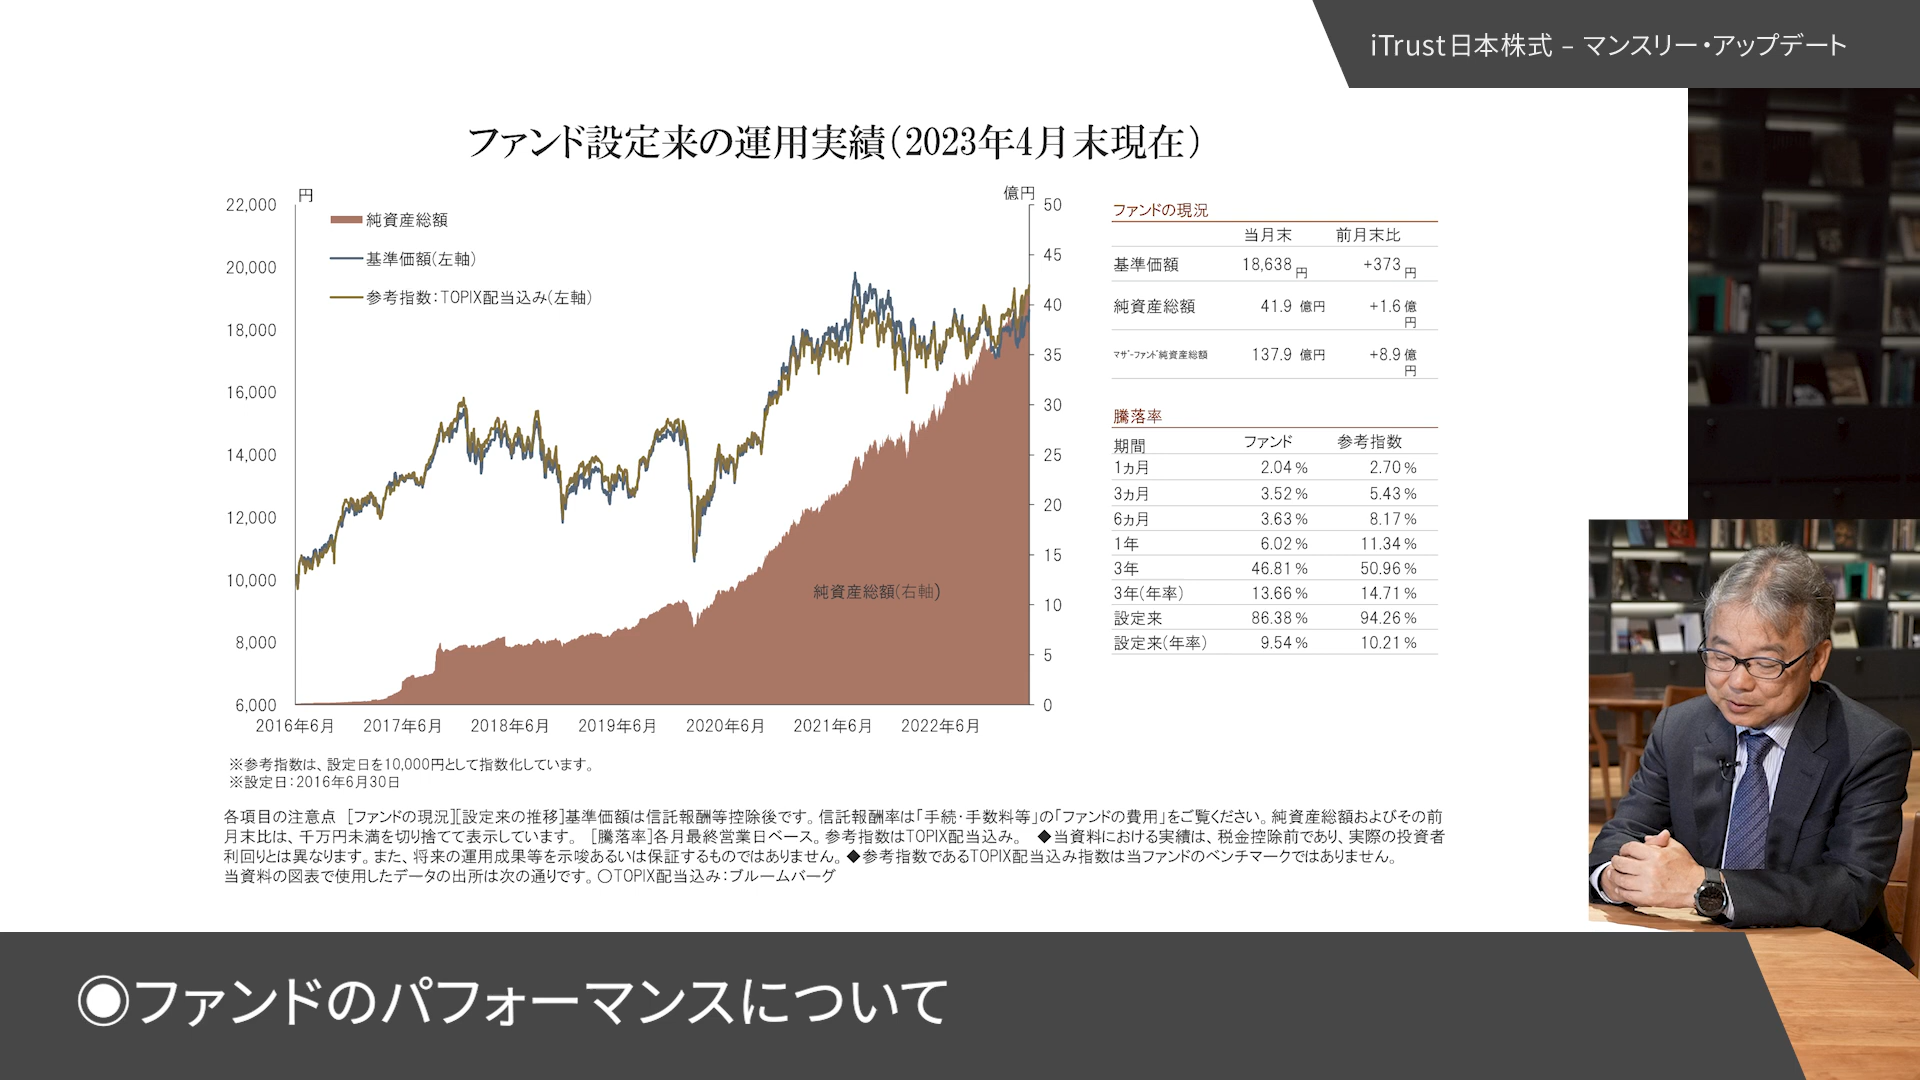 iTrust日本株式 – マンスリー・アップデート
ファンド設定来の運用実績（2023年4月末現在）
円
億円
22,000
20,000
18,000
16,000
14,000
12,000
10,000
8,000
6,000
純資産総額
基準価額(左軸)
参考指数：TOPIX配当込み(左軸)
純資産総額(右軸)
50
45
40
35
30
25
20
15
10
5
0
2016年6月 2017年6月 2018年6月 2019年6月 2020年6月 2021年6月 2022年6月
ファンドの現況
当月末 前月末比
基準価額 18,638 円 +373 円
純資産総額 41.9 億円 +1.6 億円
マザーファンド純資産総額 137.9 億円 +8.9 億円
騰落率
期間 ファンド 参考指数
1ヵ月 2.04％ 2.70％
3ヵ月 3.52％ 5.43％
6ヵ月 3.63％ 8.17％
1年 6.02％ 11.34％
3年 46.81％ 50.96％
3年(年率) 13.66％ 14.71％
設定来 86.38％ 94.26％
設定来(年率) 9.54％ 10.21％
※参考指数は、設定日を10,000円として指数化しています。
※設定日：2016年6月30日
各項目の注意点 ［ファンドの現況］［設定来の推移］基準価額は信託報酬等控除後です。信託報酬率は「手続・手数料等」の「ファンドの費用」をご覧ください。純資産総額およびその前
月末比は、千万円未満を切り捨てて表示しています。 ［騰落率］各月最終営業日ベース。参考指数はTOPIX配当込み。 ◆当資料における実績は、税金控除前であり、実際の投資者
利回りとは異なります。また、将来の運用成果等を示唆あるいは保証するものではありません。◆参考指数であるTOPIX配当込み指数は当ファンドのベンチマークではありません。
当資料の図表で使用したデータの出所は次の通りです。○TOPIX配当込み：ブルームバーグ
◉ファンドのパフォーマンスについて